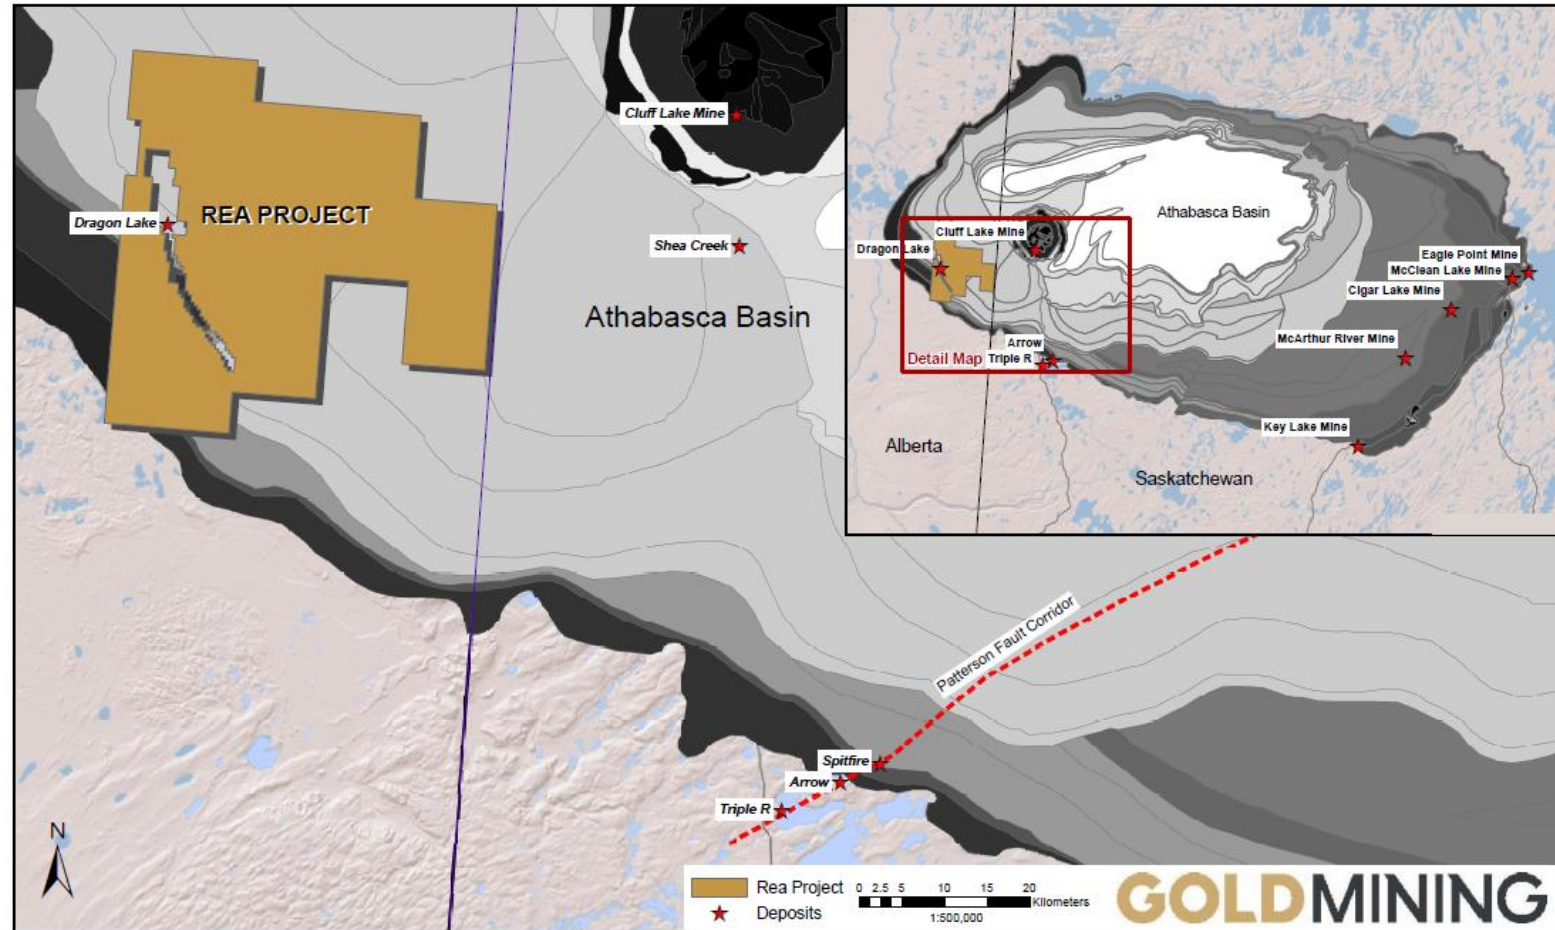 Cluff Lake Mine
Dragon Lake
REA PROJECT
Shea Creek
Athabasca Basin
Patterson Fault Corridor
Spitfire
Arrow
Triple R
N
Athabasca Basin
Cluff Lake Mine
Dragon Lake
Eagle Point Mine
McClean Lake Mine
Cigar Lake Mine
McArthur River Mine
Arrow
Detail Map
Triple R
Key Lake Mine
Alberta
Saskatchewan
Rea Project
Deposits
0 2.5 5 10 15 20
Kilometers
1:500,000
GOLDMINING